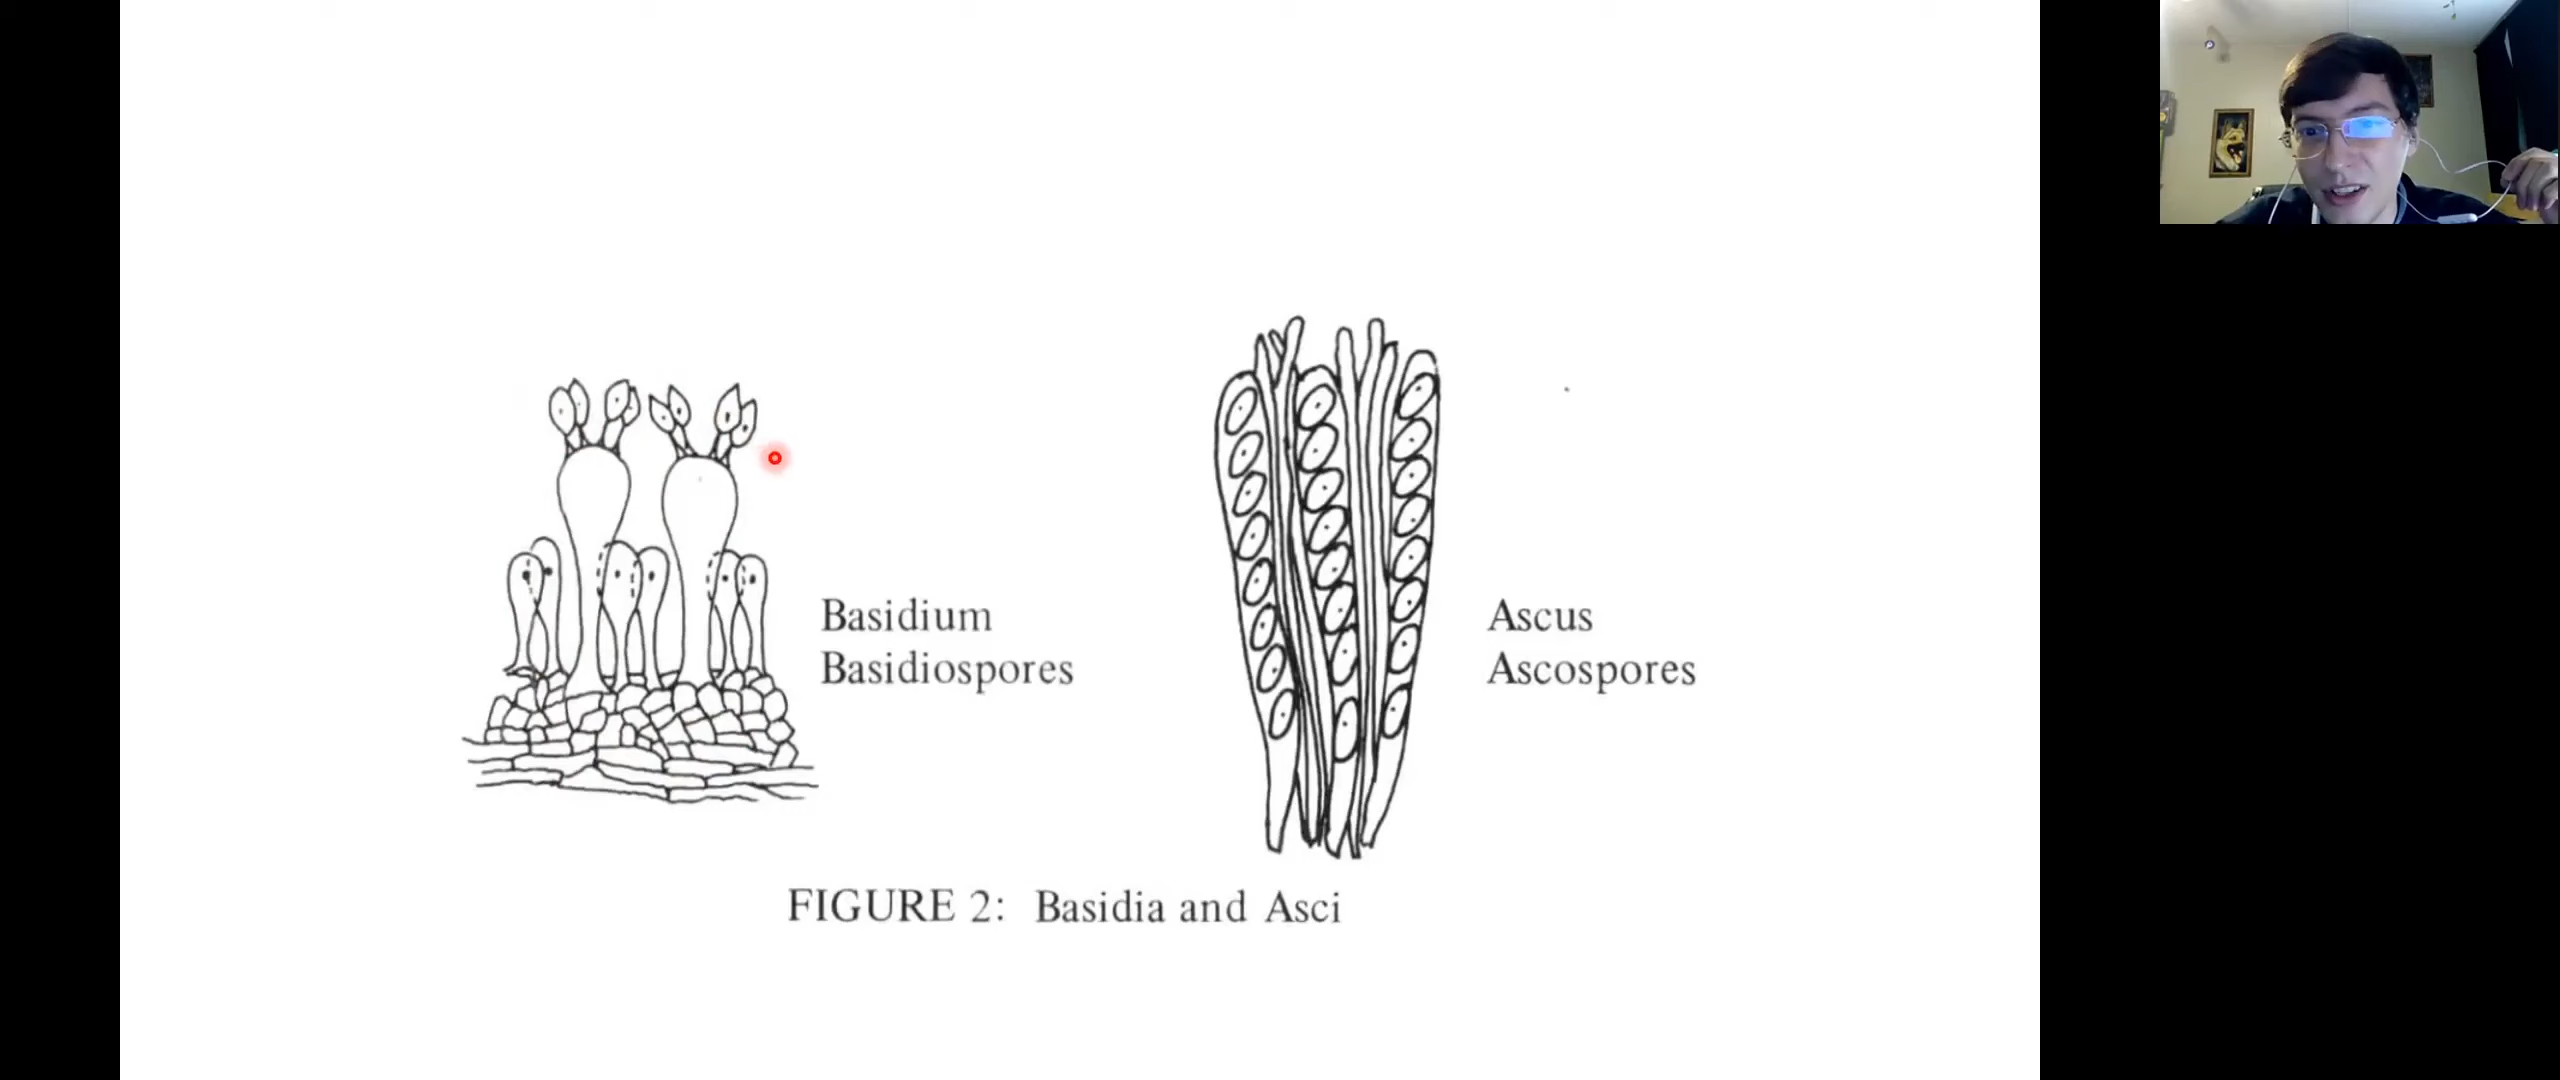 Basidium
Basidiospores
Ascus
Ascospores
FIGURE 2: Basidia and Asci